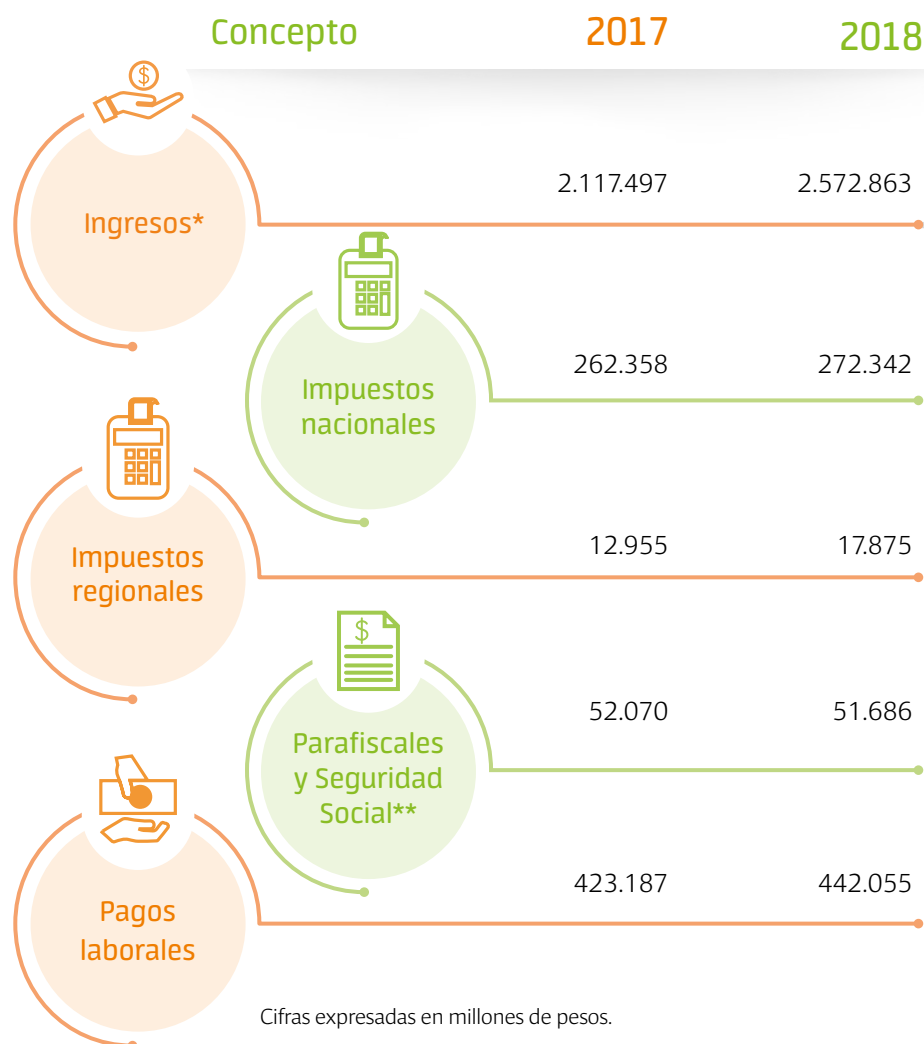 Concepto 2017 2018
$
Ingresos* 2.117.497 2.572.863
Impuestos
nacionales
262.358 272.342
Impuestos
regionales
12.955 17.875
$
Parafiscales
y Seguridad
Social**
52.070 51.686
Pagos
laborales
423.187 442.055
Cifras expresadas en millones de pesos.